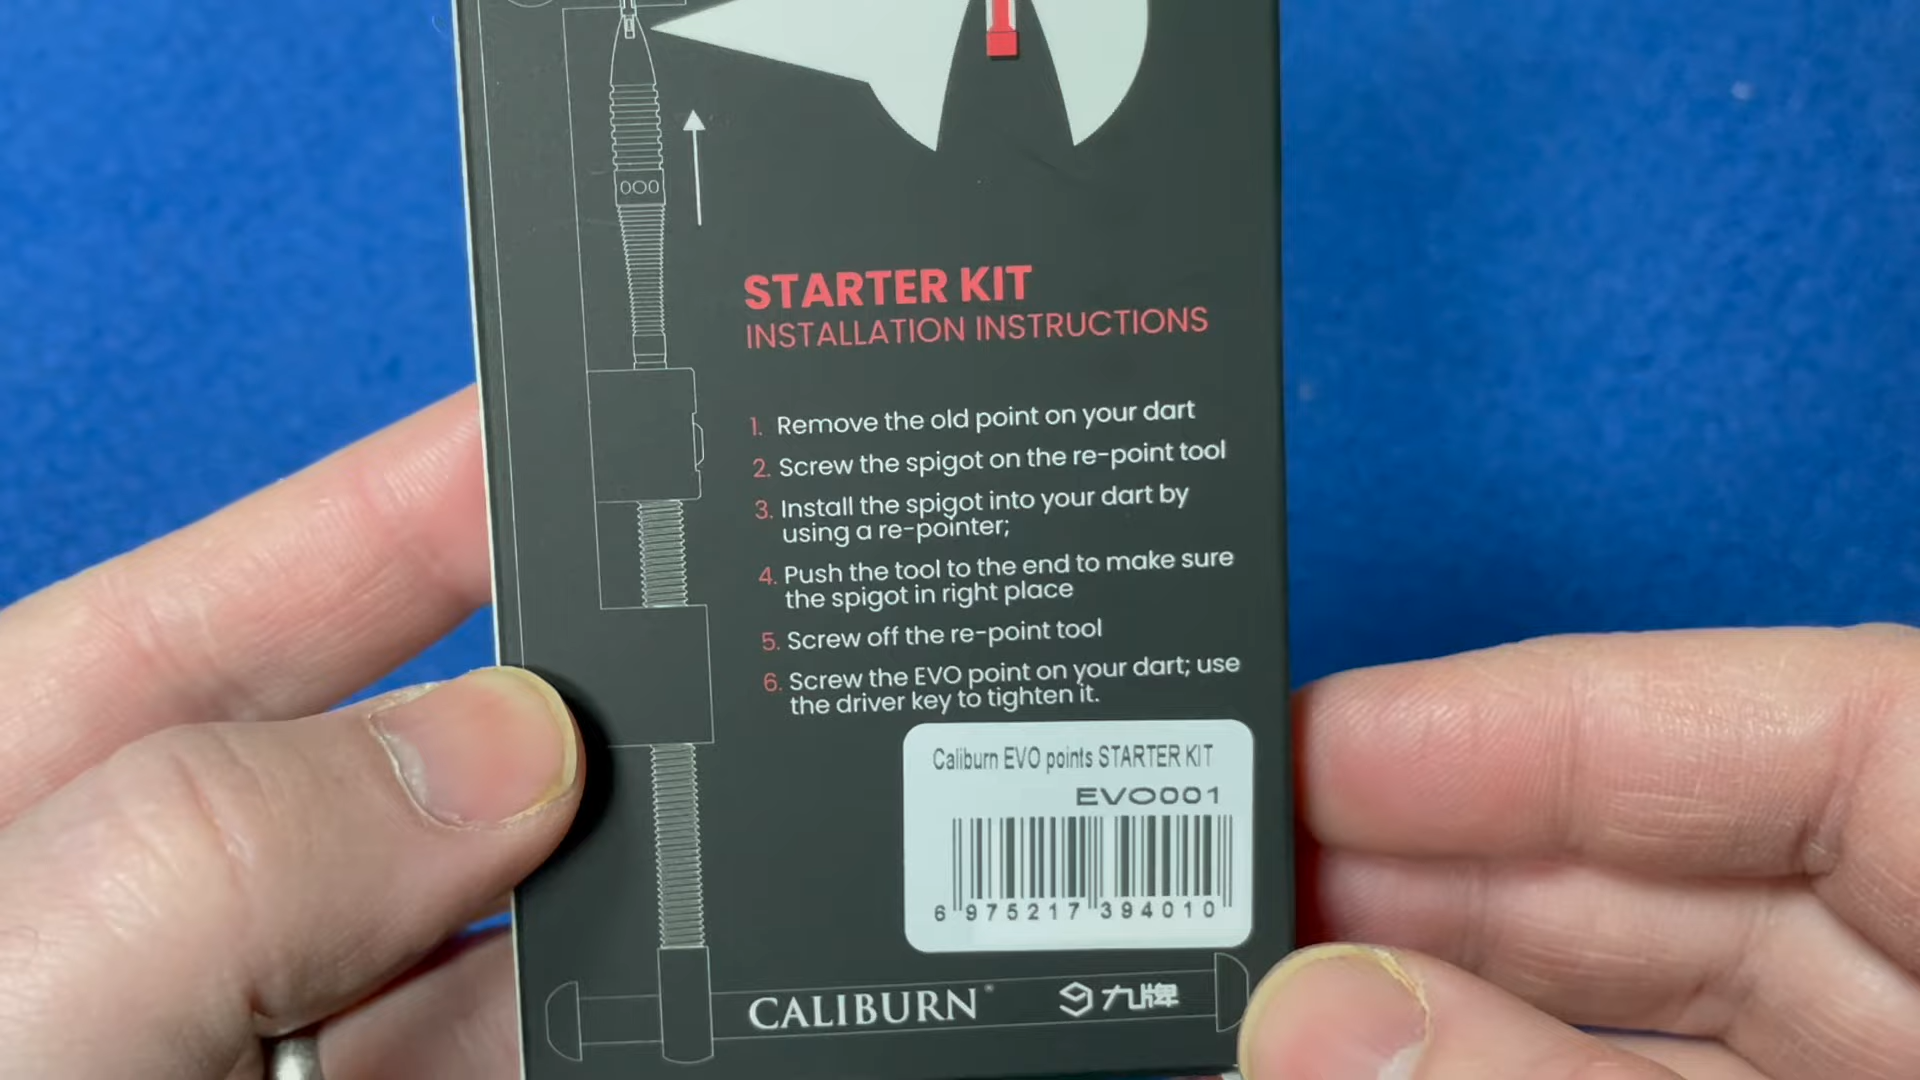 000
STARTER KIT
INSTALLATION INSTRUCTIONS
1. Remove the old point on your dart
2. Screw the spigot on the re-point tool
3. Install the spigot into your dart by
using a re-pointer;
4. Push the tool to the end to make sure
the spigot in right place
5. Screw off the re-point tool
6. Screw the EVO point on your dart; use
the driver key to tighten it.
Caliburn EVO points STARTER KIT
EVO001
6 975217 394010
CALIBURN® 九牌